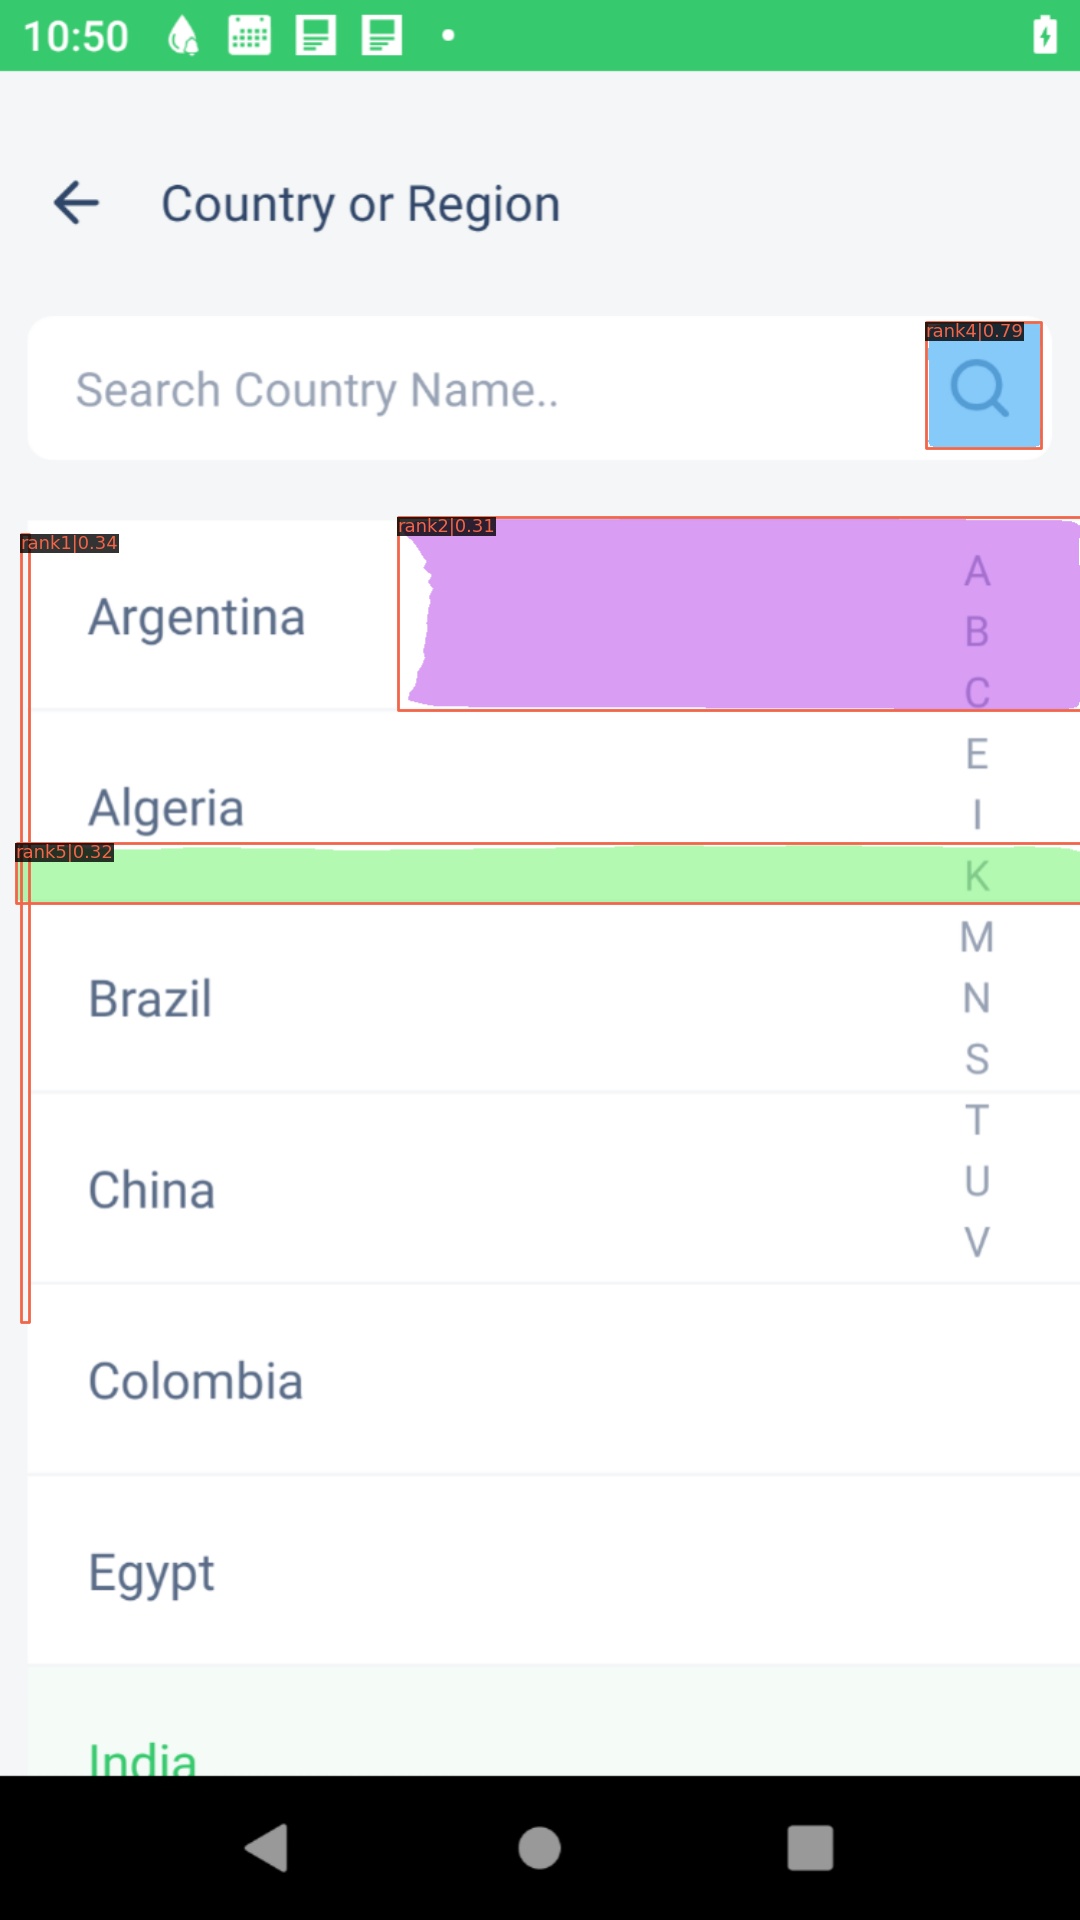 10:50
Country or Region
Search Country Name..
rank4|0.79
rank2|0.31
rank1|0.34
Argentina
Algeria
rank5|0.32
Brazil
China
Colombia
Egypt
India
A
B
C
E
I
K
M
N
S
T
U
V